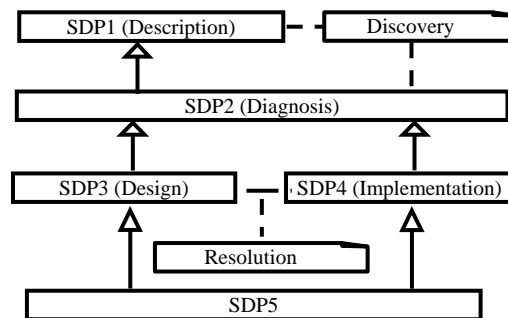 SDP1 (Description)
Discovery
SDP2 (Diagnosis)
SDP3 (Design)
SDP4 (Implementation)
Resolution
SDP5